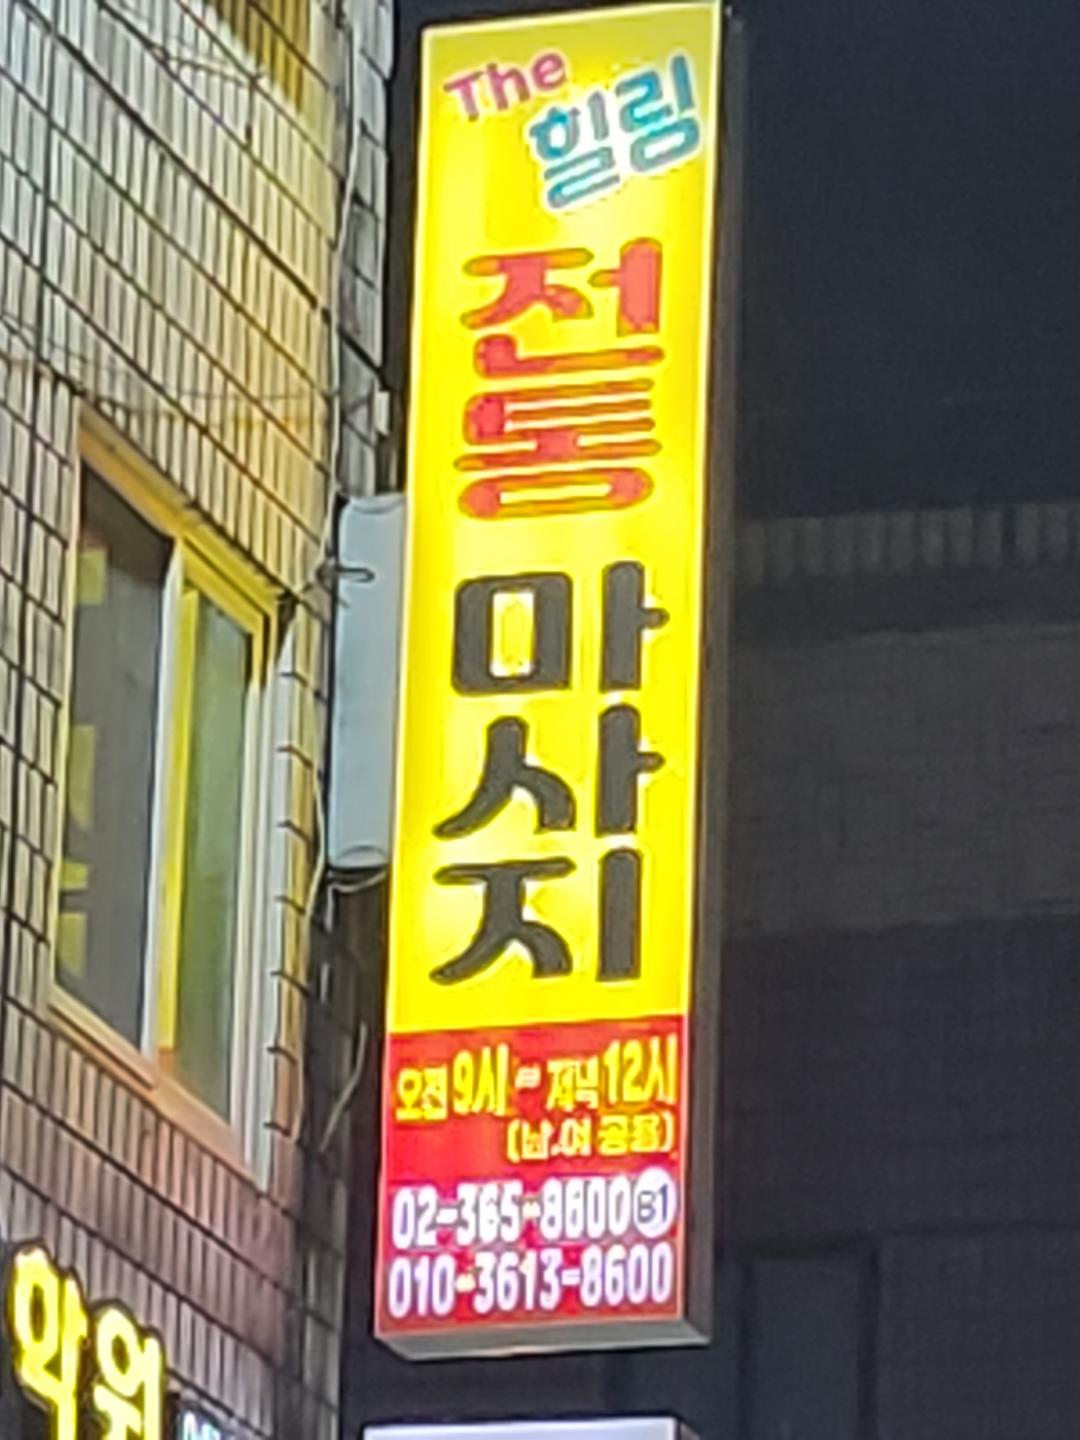 The
힐링
전통
마사지
오전 9시~저녁 12시
(남.여 공용)
02-365-8600 B1
010-3613-8600